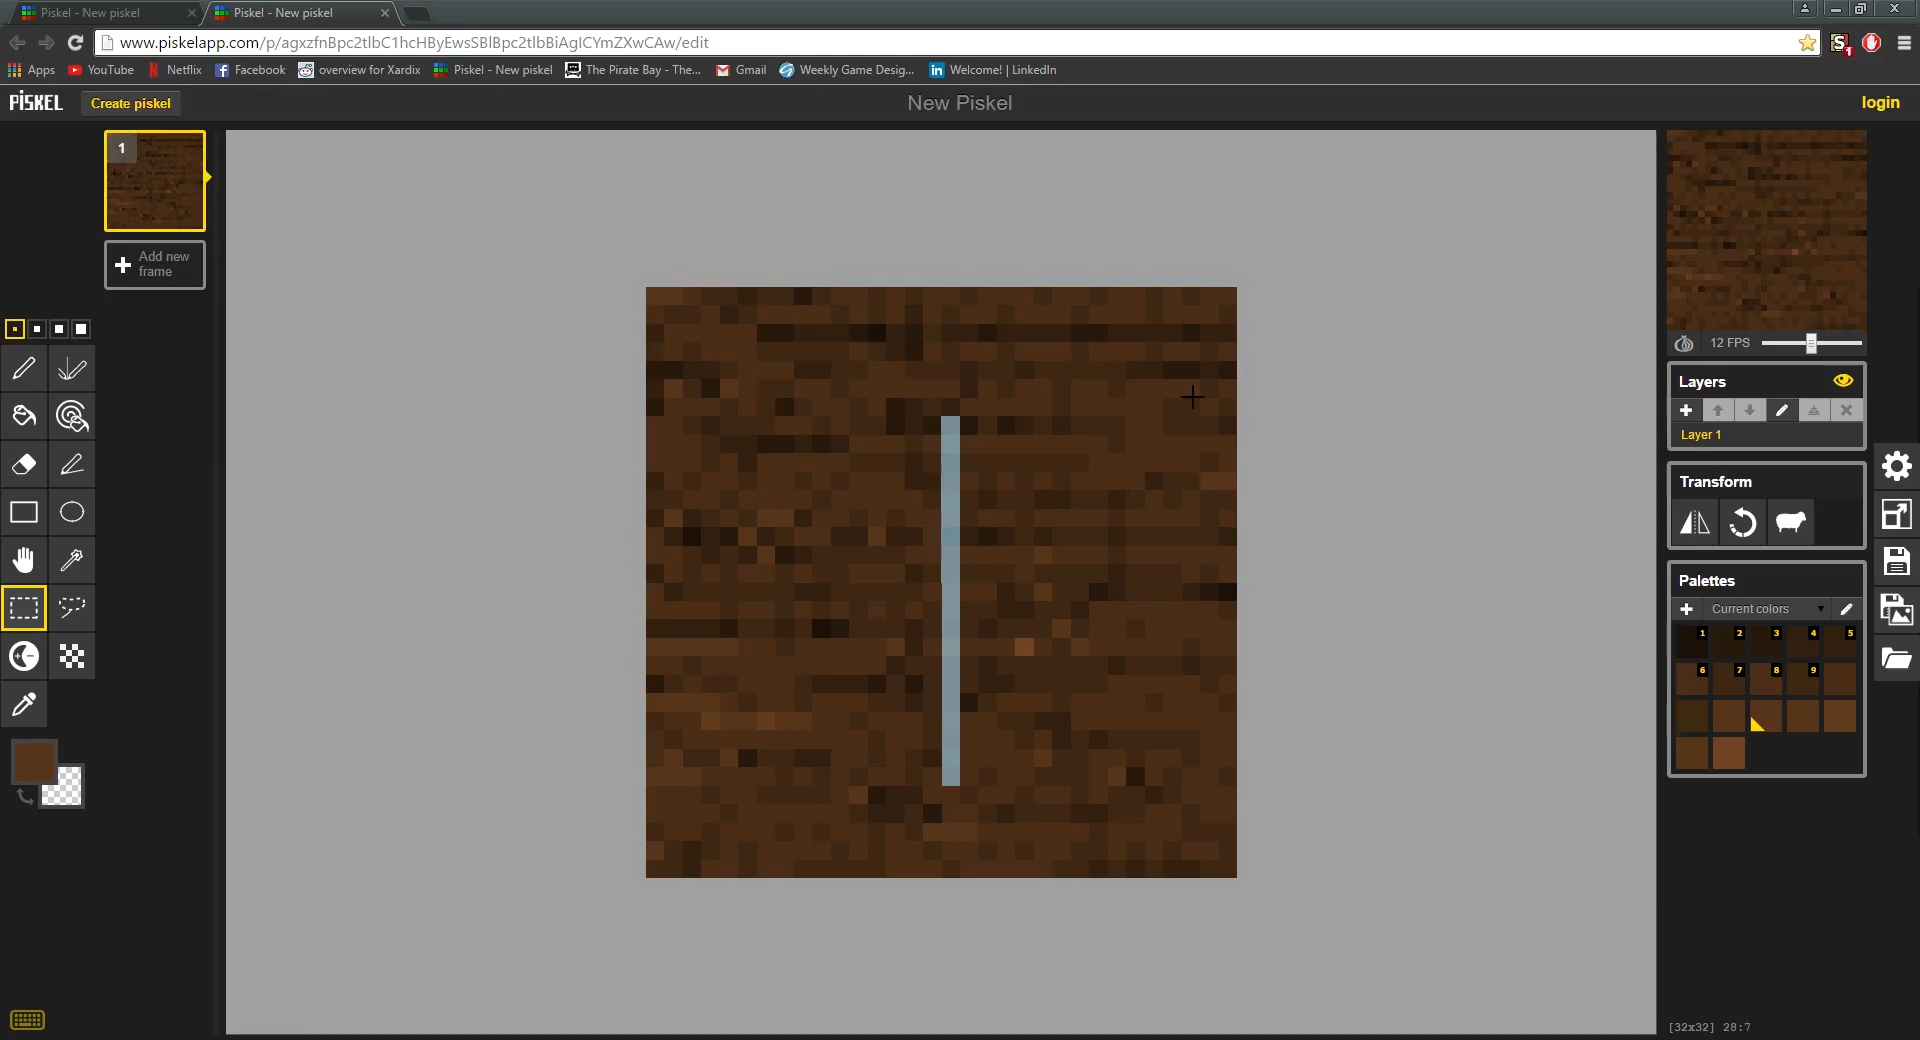 Piskel - New piskel
Piskel - New piskel
www.piskelapp.com/p/agxzfnBpc2tlbC1hcHByEwsSBlBpc2tlbBiAgICYmZXwCAw/edit
Apps YouTube Netflix Facebook overview for Xardix Piskel - New piskel The Pirate Bay - The... Gmail Weekly Game Desig... Welcome! | LinkedIn
PiSKEL Create piskel New Piskel login
1
Add new
frame
12 FPS
Layers
Layer 1
Transform
Palettes
Current colors
1 2 3 4 5
6 7 8 9
[32x32] 28:7